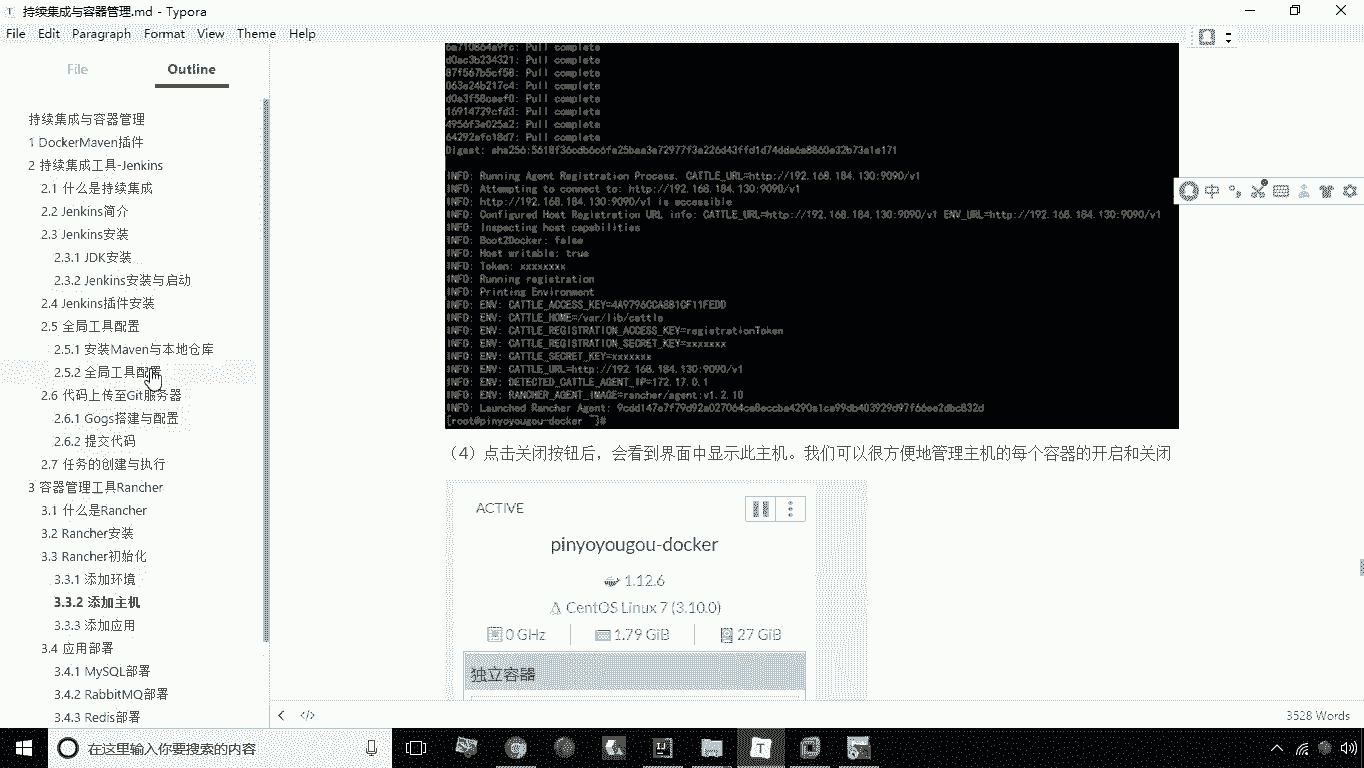 持续集成与容器管理.md - Typora
File Edit Paragraph Format View Theme Help
File Outline
持续集成与容器管理
1 DockerMaven插件
2 持续集成工具-Jenkins
2.1 什么是持续集成
2.2 Jenkins简介
2.3 Jenkins安装
2.3.1 JDK安装
2.3.2 Jenkins安装与启动
2.4 Jenkins插件安装
2.5 全局工具配置
2.5.1 安装Maven与本地仓库
2.5.2 全局工具配置
2.6 代码上传至Git服务器
2.6.1 Gogs搭建与配置
2.6.2 提交代码
2.7 任务的创建与执行
3 容器管理工具Rancher
3.1 什么是Rancher
3.2 Rancher安装
3.3 Rancher初始化
3.3.1 添加环境
3.3.2 添加主机
3.3.3 添加应用
3.4 应用部署
3.4.1 MySQL部署
3.4.2 RabbitMQ部署
3.4.3 Redis部署
Pull complete
d0ac3b234321: Pull complete
87f567b5cf58: Pull complete
063e24b217c4: Pull complete
d0a3f58caef0: Pull complete
16914729cfd3: Pull complete
4956f3a025a2: Pull complete
64292afc18d7: Pull complete
Digest:
INFO: Running Agent Registration Process, CATTLE_URL=http://192.168.184.130:9090/v1
INFO: Attempting to connect to: http://192.168.184.130:9090/v1
INFO: http://192.168.184.130:9090/v1 is accessible
INFO: Configured Host Registration URL info: CATTLE_URL=http://192.168.184.130:9090/v1 ENV_URL=http://192.168.184.130:9090/v1
INFO: Inspecting host capabilities
INFO: Boot2Docker: false
INFO: Host writable: true
INFO: Token: xxxxxxxx
INFO: Running registration
INFO: Printing Environment
INFO: ENV: CATTLE_ACCESS_KEY=
INFO: ENV: CATTLE_HOME=/var/lib/cattle
INFO: ENV: CATTLE_REGISTRATION_ACCESS_KEY=registrationToken
INFO: ENV: CATTLE_REGISTRATION_SECRET_KEY=xxxxxxx
INFO: ENV: CATTLE_SECRET_KEY=xxxxxxx
INFO: ENV: CATTLE_URL=http://192.168.184.130:9090/v1
INFO: ENV: DETECTED_CATTLE_AGENT_IP=172.17.0.1
INFO: ENV: RANCHER_AGENT_IMAGE=rancher/agent:v1.2.10
INFO: Launched Rancher Agent:
[root@pinyoyougou-docker ~]#
（4）点击关闭按钮后，会看到界面中显示此主机。我们可以很方便地管理主机的每个容器的开启和关闭
ACTIVE
pinyoyougou-docker
1.12.6
CentOS Linux 7 (3.10.0)
0 GHz 1.79 GiB 27 GiB
独立容器
中
3528 Words
在这里输入你要搜索的内容